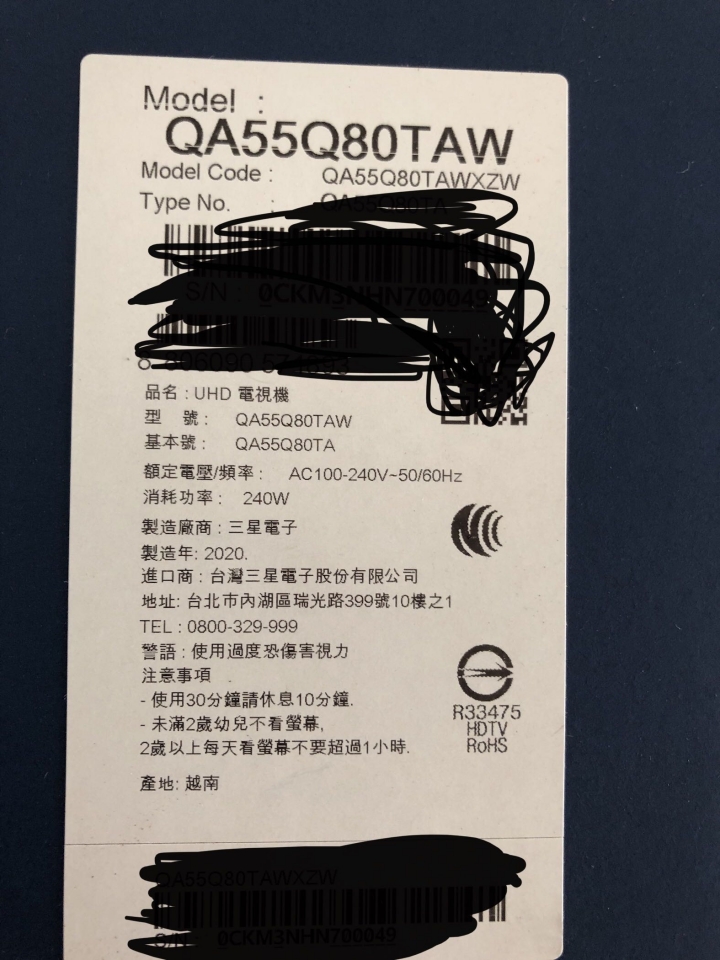 Model :
QA55Q80TAW
Model Code : QA55Q80TAWXZW
Type No. : QA55Q80TA
S/N :
品名 : UHD 電視機
型 號 : QA55Q80TAW
基本號 : QA55Q80TA
額定電壓/頻率 : AC100-240V~50/60Hz
消耗功率 : 240W
製造廠商 : 三星電子
製造年: 2020.
進口商 : 台灣三星電子股份有限公司
地址: 台北市內湖區瑞光路399號10樓之1
TEL : 0800-329-999
警語 : 使用過度恐傷害視力
注意事項 .
- 使用30分鐘請休息10分鐘.
- 未滿2歲幼兒不看螢幕,
2歲以上每天看螢幕不要超過1小時.
產地: 越南
R33475
HDTV
RoHS
QA55Q80TAWXZW